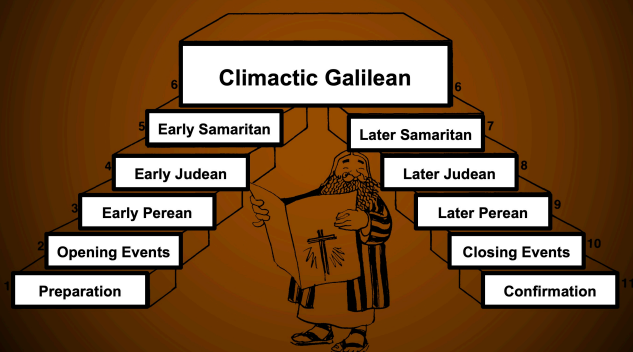 Climactic Galilean
6
6
Early Samaritan
5
Later Samaritan
7
Early Judean
4
Later Judean
8
Early Perean
3
Later Perean
9
Opening Events
2
Closing Events
10
Preparation
1
Confirmation
11